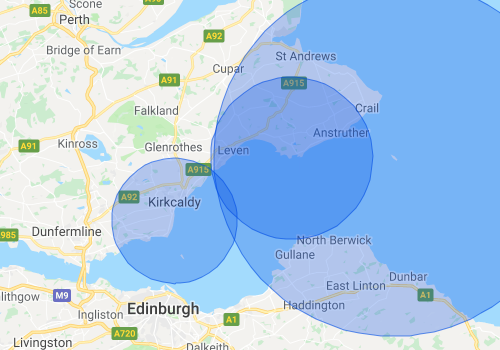 Scone
A85
Perth
Bridge of Earn
A92
St Andrews
Cupar
A91
A915
Falkland
Crail
Anstruther
A91
Kinross
Glenrothes
Leven
A915
A92
Kirkcaldy
985
Dunfermline
North Berwick
Gullane
Dunbar
lithgow
M9
East Linton
A1
Edinburgh
Haddington
Ingliston
A1
A720
Livingston
Dalkeith